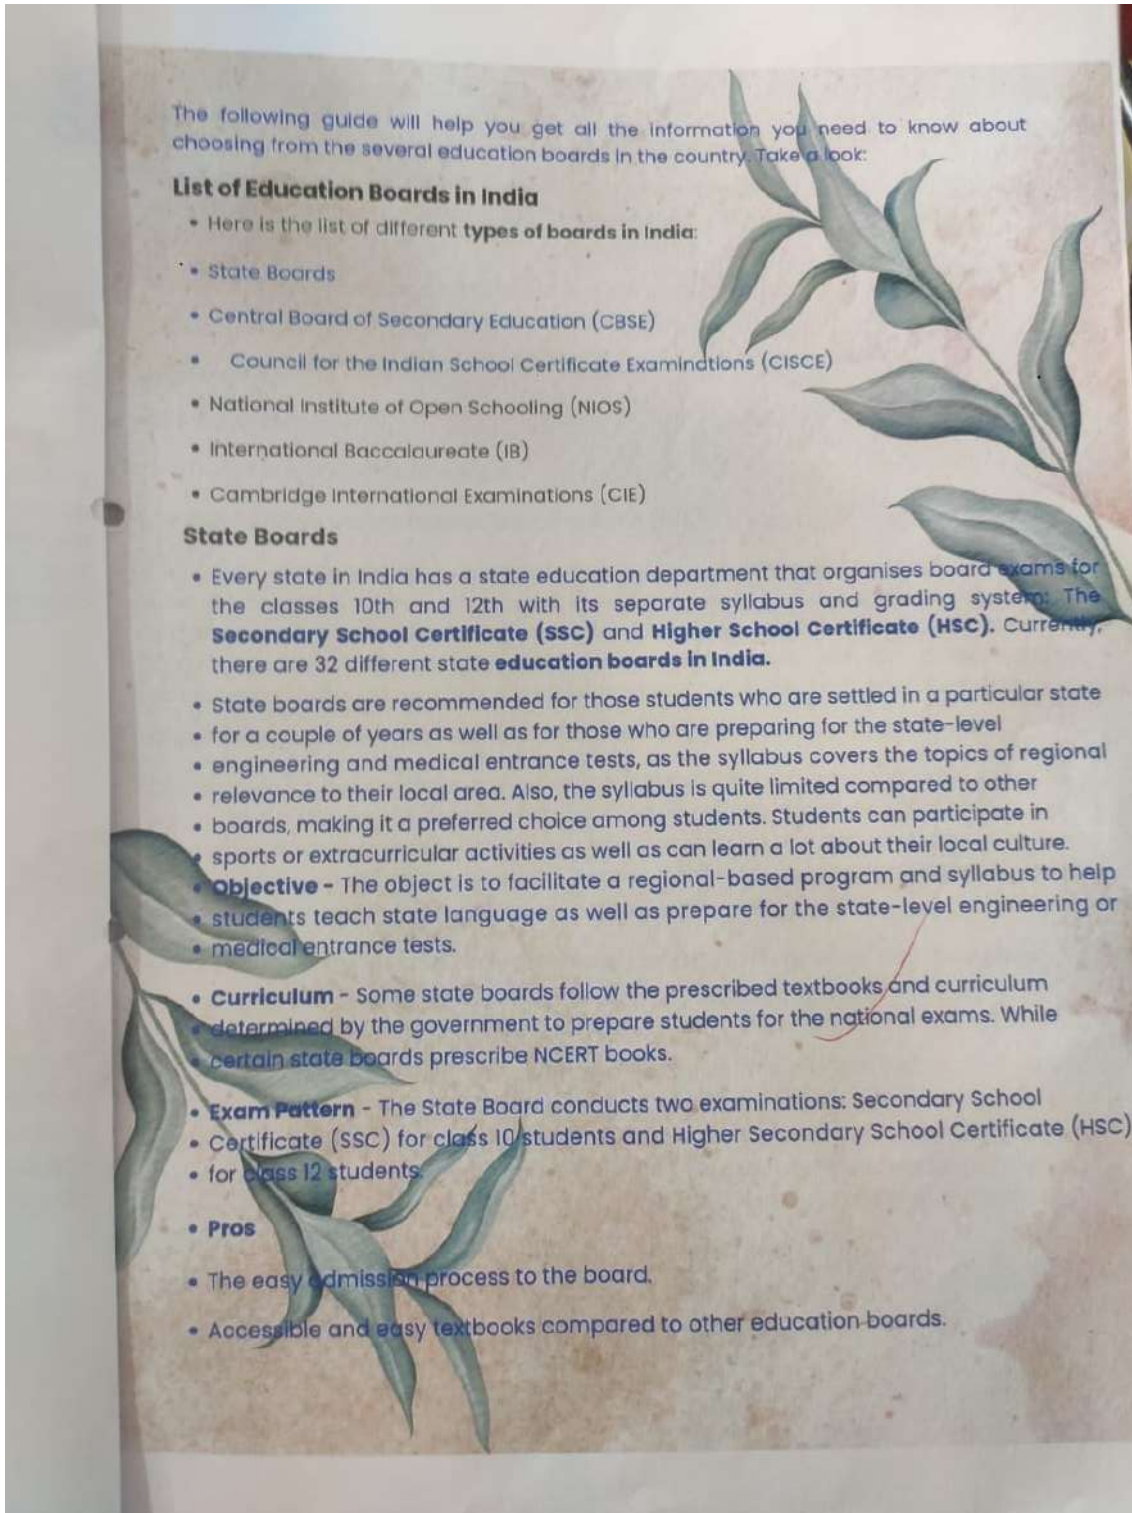 The following guide will help you get all the information you need to know about
choosing from the several education boards in the country. Take a look:
List of Education Boards in India
• Here is the list of different types of boards in India:
• State Boards
• Central Board of Secondary Education (CBSE)
• Council for the Indian School Certificate Examinations (CISCE)
• National Institute of Open Schooling (NIOS)
• International Baccalaureate (IB)
• Cambridge International Examinations (CIE)
State Boards
• Every state in India has a state education department that organises board exams for
the classes 10th and 12th with its separate syllabus and grading system: The
Secondary School Certificate (SSC) and Higher School Certificate (HSC). Currently,
there are 32 different state education boards in India.
• State boards are recommended for those students who are settled in a particular state
• for a couple of years as well as for those who are preparing for the state-level
• engineering and medical entrance tests, as the syllabus covers the topics of regional
• relevance to their local area. Also, the syllabus is quite limited compared to other
• boards, making it a preferred choice among students. Students can participate in
• sports or extracurricular activities as well as can learn a lot about their local culture.
• Objective - The object is to facilitate a regional-based program and syllabus to help
• students teach state language as well as prepare for the state-level engineering or
• medical entrance tests.
• Curriculum - Some state boards follow the prescribed textbooks and curriculum
• determined by the government to prepare students for the national exams. While
• certain state boards prescribe NCERT books.
• Exam Pattern - The State Board conducts two examinations: Secondary School
• Certificate (SSC) for class 10 students and Higher Secondary School Certificate (HSC)
• for class 12 students.
• Pros
• The easy admission process to the board.
• Accessible and easy textbooks compared to other education boards.